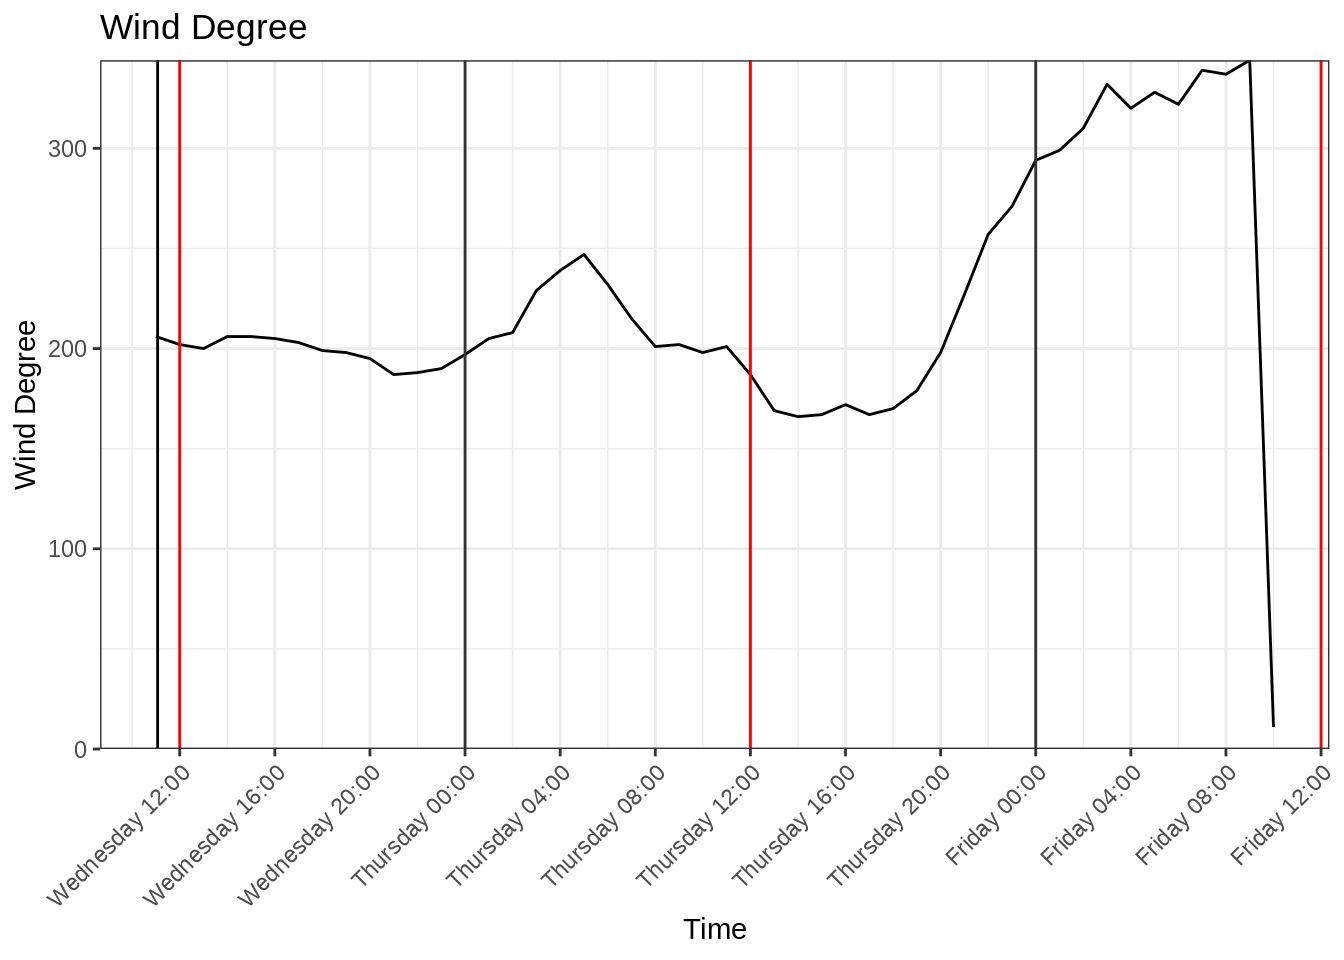 Wind Degree
Wind Degree
300
200
100
0
Wednesday 12:00
Wednesday 16:00
Wednesday 20:00
Thursday 00:00
Thursday 04:00
Thursday 08:00
Thursday 12:00
Thursday 16:00
Thursday 20:00
Friday 00:00
Friday 04:00
Friday 08:00
Friday 12:00
Time